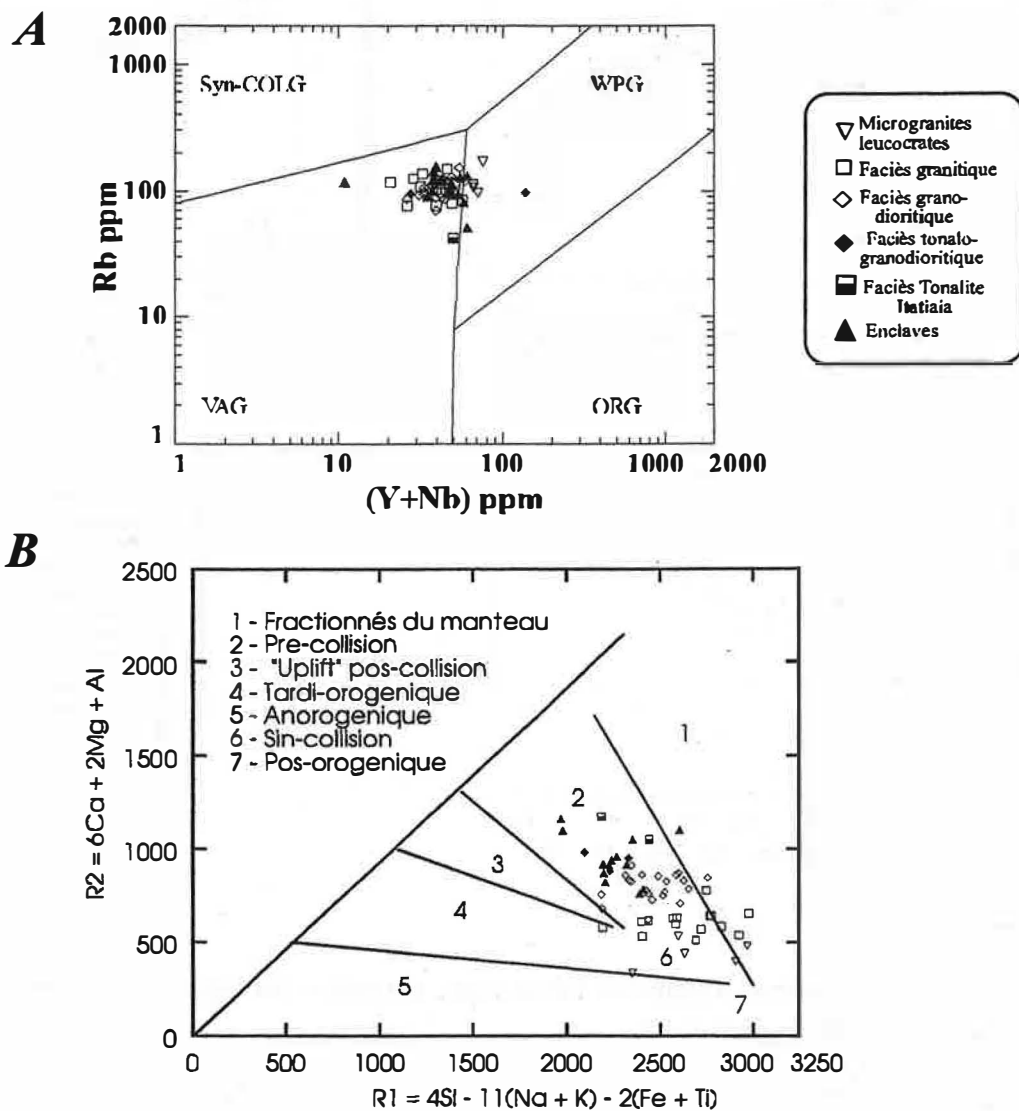 A
2000
1000
100
10
1
Rb ppm
Syn-COLG
WPG
VAG
ORG
1
10
100
1000
2000
(Y+Nb) ppm
Microgranites
leucocrates
Faciès granitique
Faciès grano-
dioritique
Faciès tonalo-
granodioritique
Faciès Tonalite
Itatiaia
Enclaves
B
2500
2000
1500
1000
500
0
R2 = 6Ca + 2Mg + Al
1 - Fractionnés du manteau
2 - Pre-collision
3 - "Uplift" pos-collision
4 - Tardi-orogenique
5 - Anorogenique
6 - Sin-collision
7 - Pos-orogenique
1
2
3
4
5
6
7
0
500
1000
1500
2000
2500
3000
3250
R1 = 4Si - 11(Na + K) - 2(Fe + Ti)